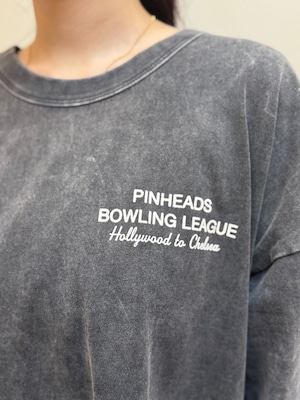 PINHEADS
BOWLING LEAGUE
Hollywood to Chelsea